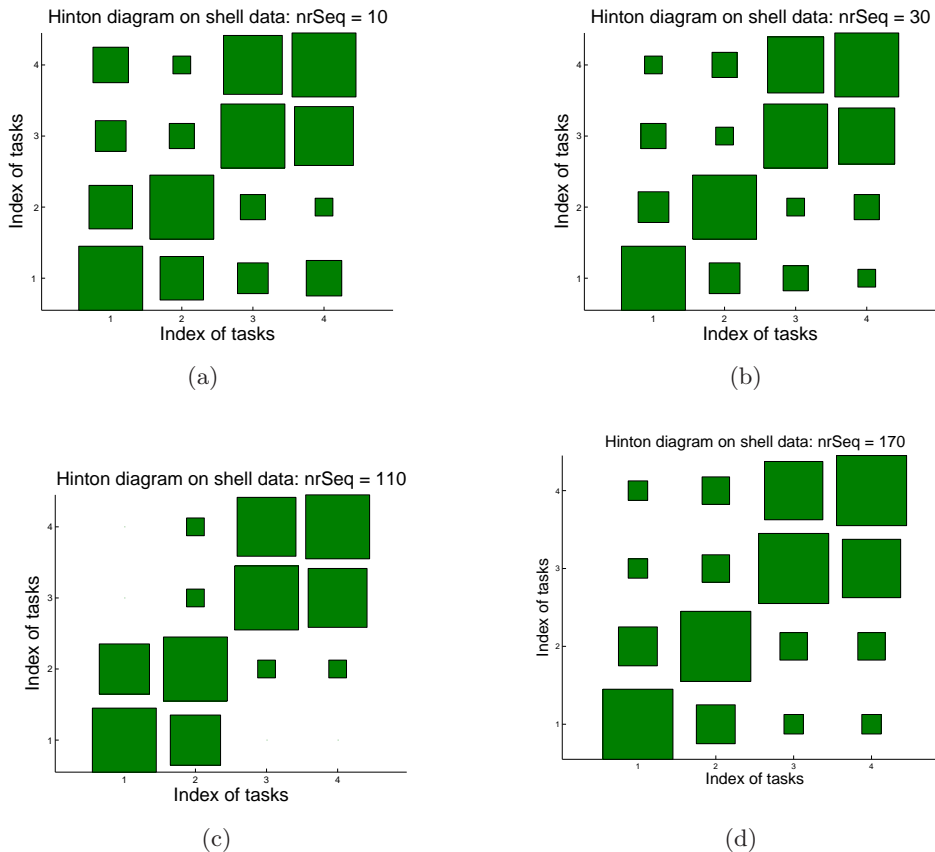 Hinton diagram on shell data: nrSeq = 10
Index of tasks
4
3
2
1
1 2 3 4
Index of tasks
(a)
Hinton diagram on shell data: nrSeq = 30
Index of tasks
4
3
2
1
1 2 3 4
Index of tasks
(b)
Hinton diagram on shell data: nrSeq = 110
Index of tasks
4
3
2
1
1 2 3 4
Index of tasks
(c)
Hinton diagram on shell data: nrSeq = 170
Index of tasks
4
3
2
1
1 2 3 4
Index of tasks
(d)